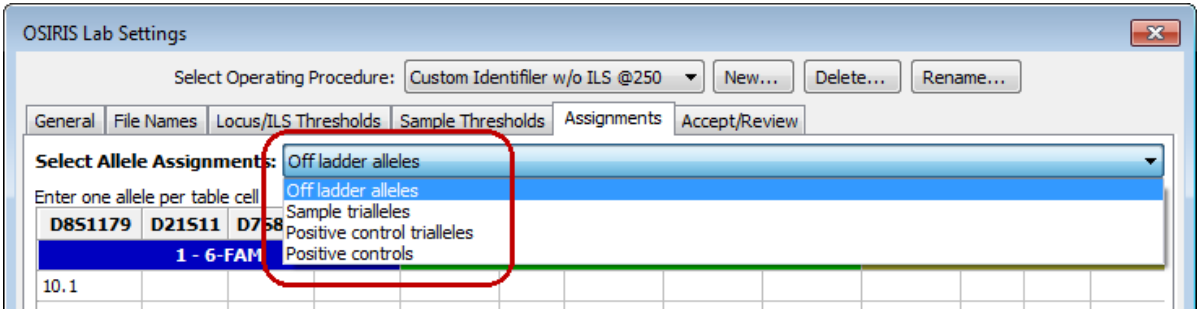 OSIRIS Lab Settings
Select Operating Procedure: Custom Identifiler w/o ILS @250 New... Delete... Rename...
General File Names Locus/ILS Thresholds Sample Thresholds Assignments Accept/Review
Select Allele Assignments: Off ladder alleles
Off ladder alleles
Enter one allele per table cell
Sample trialleles
D8S1179 D21S11 D7S8
Positive control trialleles
1 - 6-FAM
Positive controls
10.1